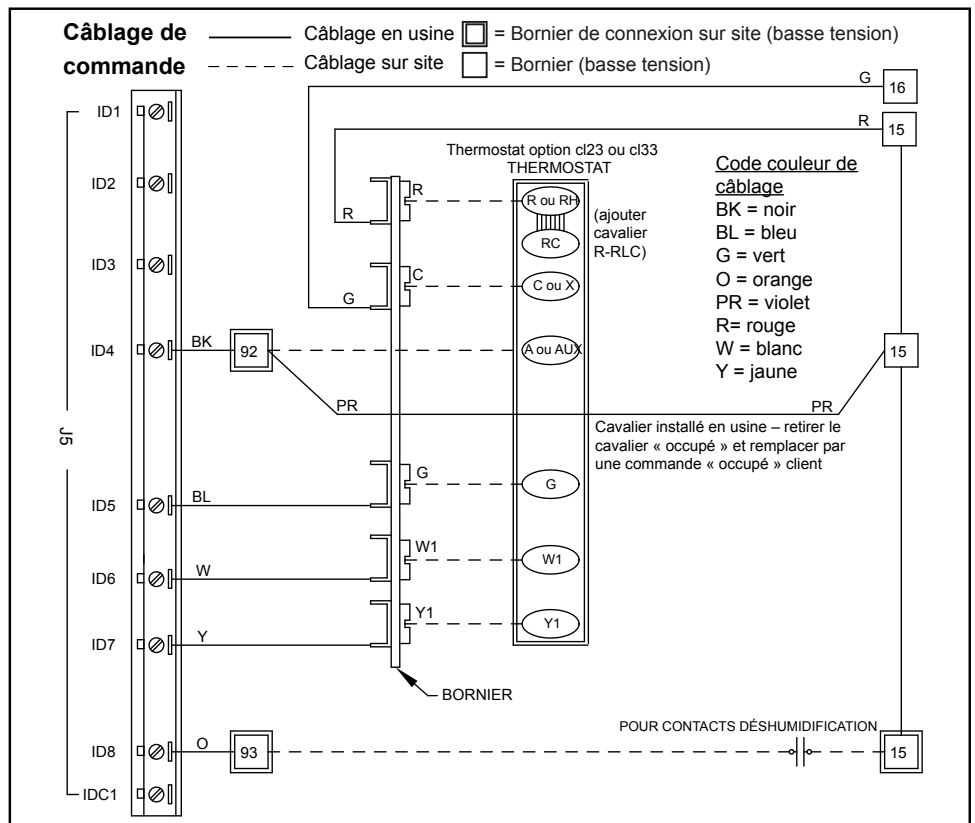 Câblage de commande
Câblage en usine
= Bornier de connexion sur site (basse tension)
Câblage sur site
= Bornier (basse tension)
G
16
R
15
Thermostat option cl23 ou cl33
THERMOSTAT
Code couleur de
câblage
BK = noir
BL = bleu
G = vert
O = orange
PR = violet
R= rouge
W = blanc
Y = jaune
ID1
ID2
ID3
ID4
J5
ID5
ID6
ID7
ID8
IDC1
R
R
R ou RH
RC
(ajouter
cavalier
R-RLC)
C
G
C ou X
BK
92
A ou AUX
15
PR
PR
Cavalier installé en usine – retirer le
cavalier « occupé » et remplacer par
une commande « occupé » client
BL
G
G
W
W1
W1
Y
Y1
Y1
BORNIER
POUR CONTACTS DÉSHUMIDIFICATION
O
93
15